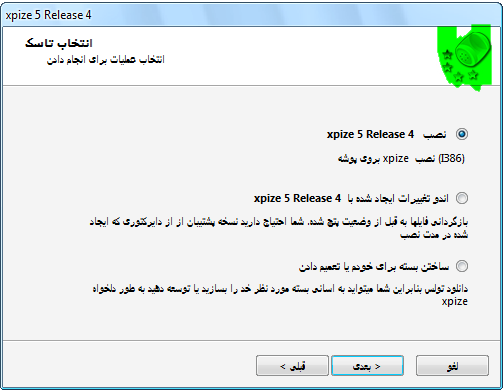 xpize 5 Release 4
انتخاب تاسک
انتخاب عملیات برای انجام دادن
نصب xpize 5 Release 4
(I386) نصب xpize بروی پوشه
اندو تغییرات ایجاد شده با xpize 5 Release 4
بازگردانی فایلها به قبل از وضعیت پتچ شده, شما احتیاج دارید نسخه پشتیبان از از دایرکتوری که ایجاد
شده در مدت نصب
ساختن بسته برای خودم یا تعمیم دادن
دانلود تولس بنابراین شما میتواید به اسانی بسته مورد نظر خد را بسازید یا توسعه دهید به طور دلخواه
xpize
قبلی >
< بعدی
لغو